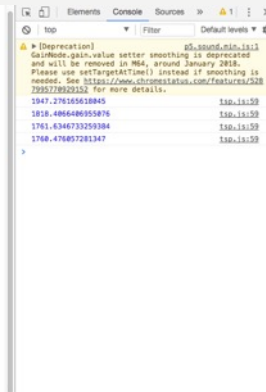 Elements Console Sources » 1
top Filter Default levels
[Deprecation] p5.sound.min.js:1
GainNode.gain.value setter smoothing is deprecated
and will be removed in M64, around January 2018.
Please use setTargetAtTime() instead if smoothing is
needed. See https://www.chromestatus.com/features/528
7995770929152 for more details.
1947.276165618045 tsp.js:59
1818.4066406955076 tsp.js:59
1761.63467332593​84 tsp.js:59
1760.476057281347 tsp.js:59